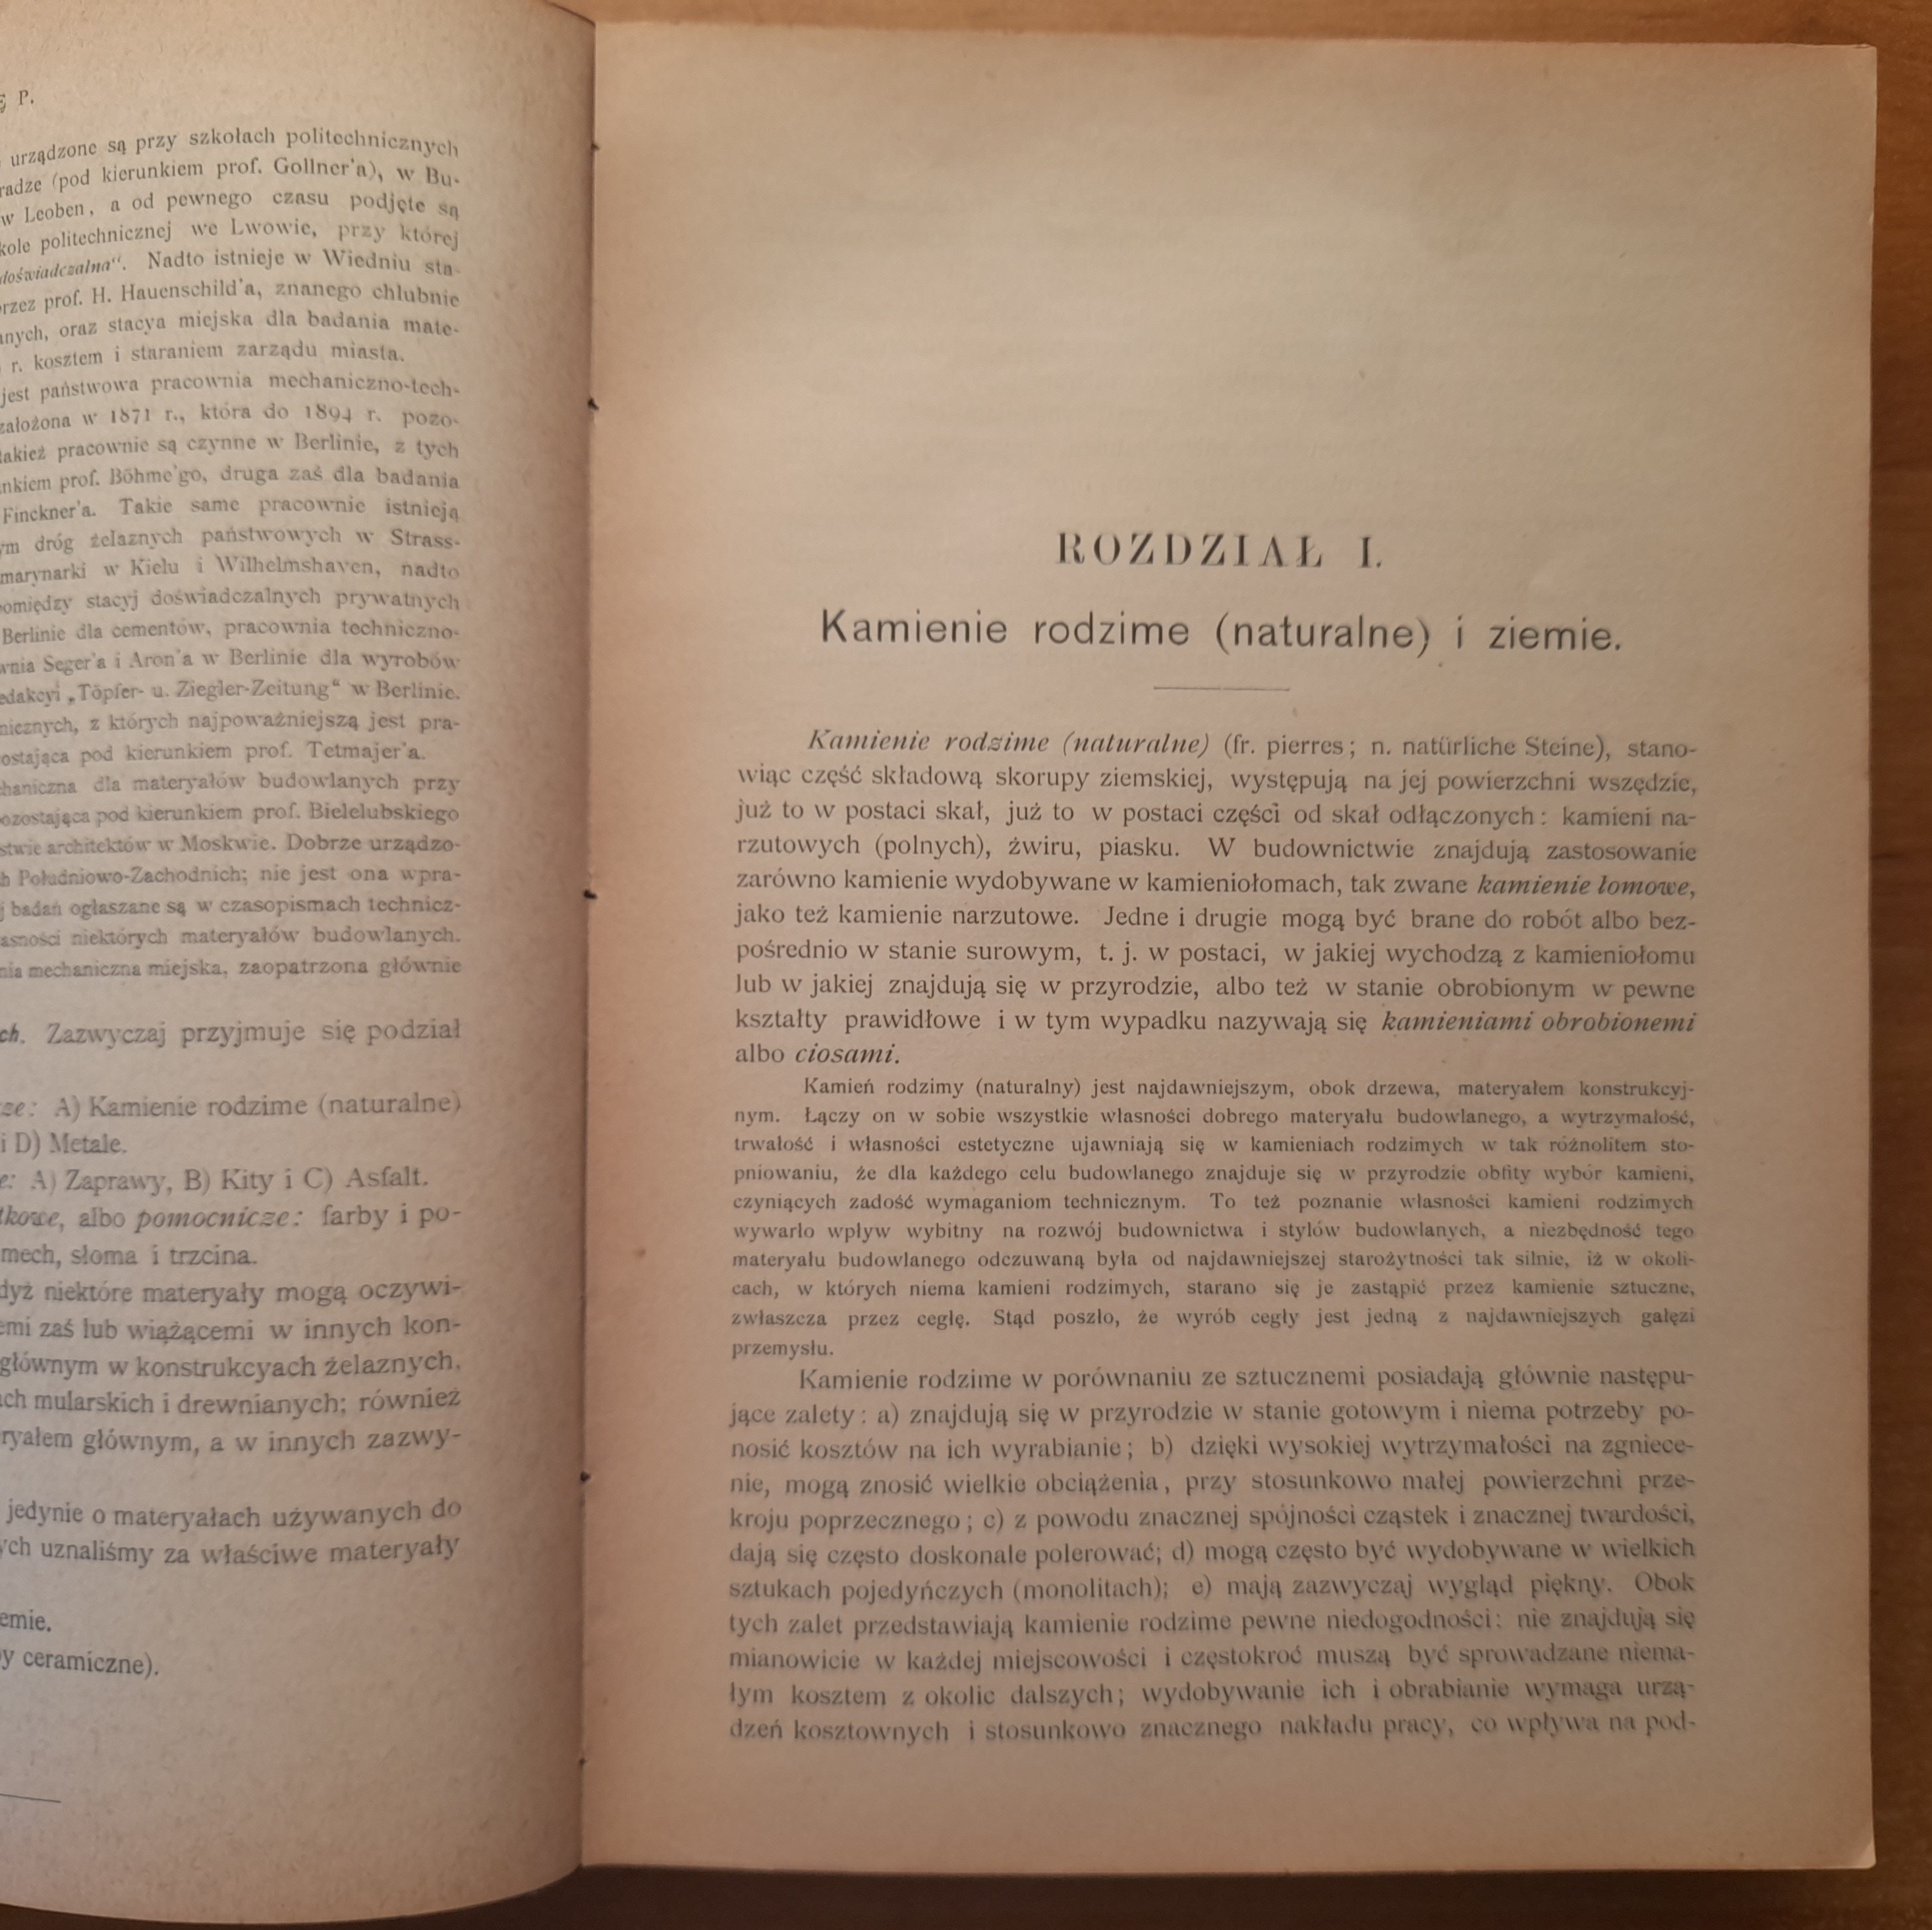 P.
urządzone są przy szkołach politechnicznych
(pod kierunkiem prof. Gollner'a), w Bu-
w Leoben, a od pewnego czasu podjęte są
politechnicznej we Lwowie, przy której
doświadczalna“. Nadto istnieje w Wiedniu sta-
przez prof. H. Hauenschild'a, znanego chlubnie
oraz stacya miejska dla badania mate-
r. kosztem i staraniem zarządu miasta.
jest państwowa pracownia mechaniczno-tech-
założona w 1871 r., która do 1894 r. pozo-
takież pracownie są czynne w Berlinie, z tych
prof. Böhme'go, druga zaś dla badania
Finckner'a. Takie same pracownie istnieją
dróg żelaznych państwowych w Strass-
marynarki w Kielu i Wilhelmshaven, nadto
pomiędzy stacyj doświadczalnych prywatnych
Berlinie dla cementów, pracownia techniczno-
Seger'a i Aron'a w Berlinie dla wyrobów
„Töpfer- u. Ziegler-Zeitung“ w Berlinie.
z których najpoważniejszą jest pra-
pod kierunkiem prof. Tetmajer'a.
dla materyałów budowlanych przy
pozostająca pod kierunkiem prof. Bielelubskiego
architektów w Moskwie. Dobrze urządzo-
Południowo-Zachodnich; nie jest ona wpra-
badań ogłaszane są w czasopismach technicz-
niektórych materyałów budowlanych.
mechaniczna miejska, zaopatrzona głównie
ch. Zazwyczaj przyjmuje się podział
A) Kamienie rodzime (naturalne)
i D) Metale.
A) Zaprawy, B) Kity i C) Asfalt.
albo pomocnicze: farby i po-
mech, słoma i trzcina.
niektóre materyały mogą oczywi-
zaś lub wiążącemi w innych kon-
głównym w konstrukcyach żelaznych,
mularskich i drewnianych; również
głównym, a w innych zazwy-
jedynie o materyałach używanych do
uznaliśmy za właściwe materyały
emie.
ceramiczne).
ROZDZIAŁ I.
Kamienie rodzime (naturalne) i ziemie.
Kamienie rodzime (naturalne) (fr. pierres; n. natürliche Steine), stano-
wiąc część składową skorupy ziemskiej, występują na jej powierzchni wszędzie,
już to w postaci skał, już to w postaci części od skał odłączonych: kamieni na-
rzutowych (polnych), żwiru, piasku. W budownictwie znajdują zastosowanie
zarówno kamienie wydobywane w kamieniołomach, tak zwane kamienie łomowe,
jako też kamienie narzutowe. Jedne i drugie mogą być brane do robót albo bez-
pośrednio w stanie surowym, t. j. w postaci, w jakiej wychodzą z kamieniołomu
lub w jakiej znajdują się w przyrodzie, albo też w stanie obrobionym w pewne
kształty prawidłowe i w tym wypadku nazywają się kamieniami obrobionemi
albo ciosami.
Kamień rodzimy (naturalny) jest najdawniejszym, obok drzewa, materyałem konstrukcyj-
nym. Łączy on w sobie wszystkie własności dobrego materyału budowlanego, a wytrzymałość,
trwałość i własności estetyczne ujawniają się w kamieniach rodzimych w tak różnolitem sto-
pniowaniu, że dla każdego celu budowlanego znajduje się w przyrodzie obfity wybór kamieni,
czyniących zadość wymaganiom technicznym. To też poznanie własności kamieni rodzimych
wywarło wpływ wybitny na rozwój budownictwa i stylów budowlanych, a niezbędność tego
materyału budowlanego odczuwaną była od najdawniejszej starożytności tak silnie, iż w okoli-
cach, w których niema kamieni rodzimych, starano się je zastąpić przez kamienie sztuczne,
zwłaszcza przez cegłę. Stąd poszło, że wyrób cegły jest jedną z najdawniejszych gałęzi
przemysłu.
Kamienie rodzime w porównaniu ze sztucznemi posiadają głównie następu-
jące zalety: a) znajdują się w przyrodzie w stanie gotowym i niema potrzeby po-
nosić kosztów na ich wyrabianie; b) dzięki wysokiej wytrzymałości na zgniece-
nie, mogą znosić wielkie obciążenia, przy stosunkowo małej powierzchni prze-
kroju poprzecznego; c) z powodu znacznej spójności cząstek i znacznej twardości,
dają się często doskonale polerować; d) mogą często być wydobywane w wielkich
sztukach pojedyńczych (monolitach); e) mają zazwyczaj wygląd piękny. Obok
tych zalet przedstawiają kamienie rodzime pewne niedogodności: nie znajdują się
mianowicie w każdej miejscowości i częstokroć muszą być sprowadzane niema-
łym kosztem z okolic dalszych; wydobywanie ich i obrabianie wymaga urzą-
dzeń kosztownych i stosunkowo znacznego nakładu pracy, co wpływa na pod-